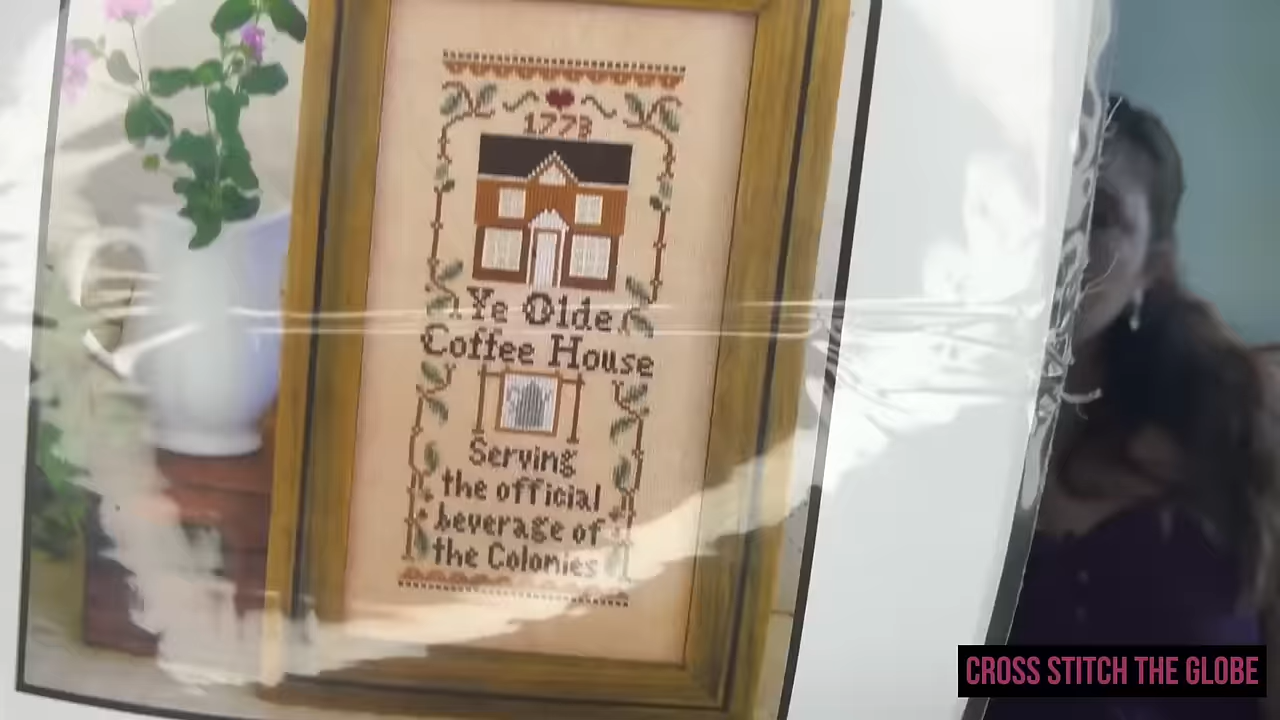 1773
Ye Olde
Coffee House
Serving
the official
beverage of
the Colonies
CROSS STITCH THE GLOBE